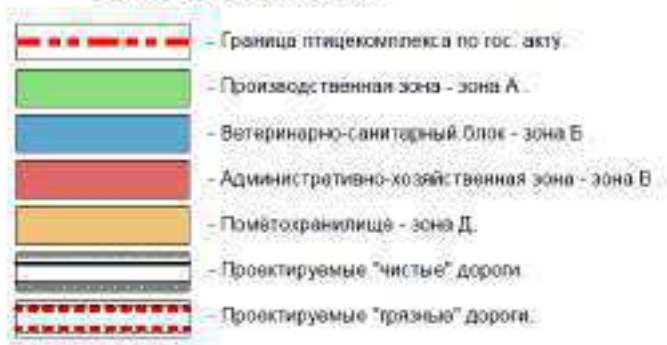 - Граница птицекомплекса по гос. акту.
- Производственная зона - зона А.
- Ветеринарно-санитарный блок - зона Б
- Административно-хозяйственная зона - зона В
- Помётохранилище - зона Д.
- Проектируемые "чистые" дороги
- Проектируемые "грязные" дороги.